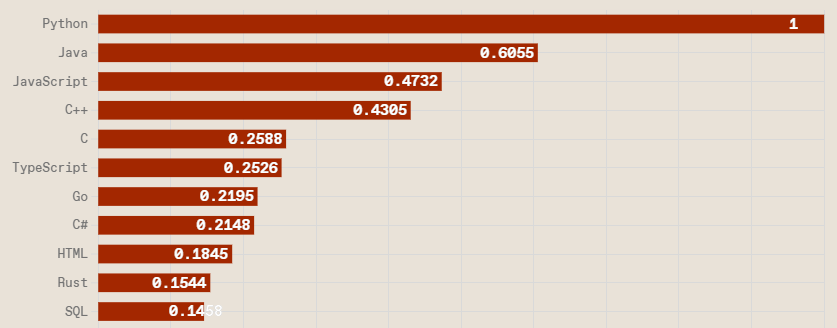 Python 1
Java 0.6055
JavaScript 0.4732
C++ 0.4305
C 0.2588
TypeScript 0.2526
Go 0.2195
C# 0.2148
HTML 0.1845
Rust 0.1544
SQL 0.1458